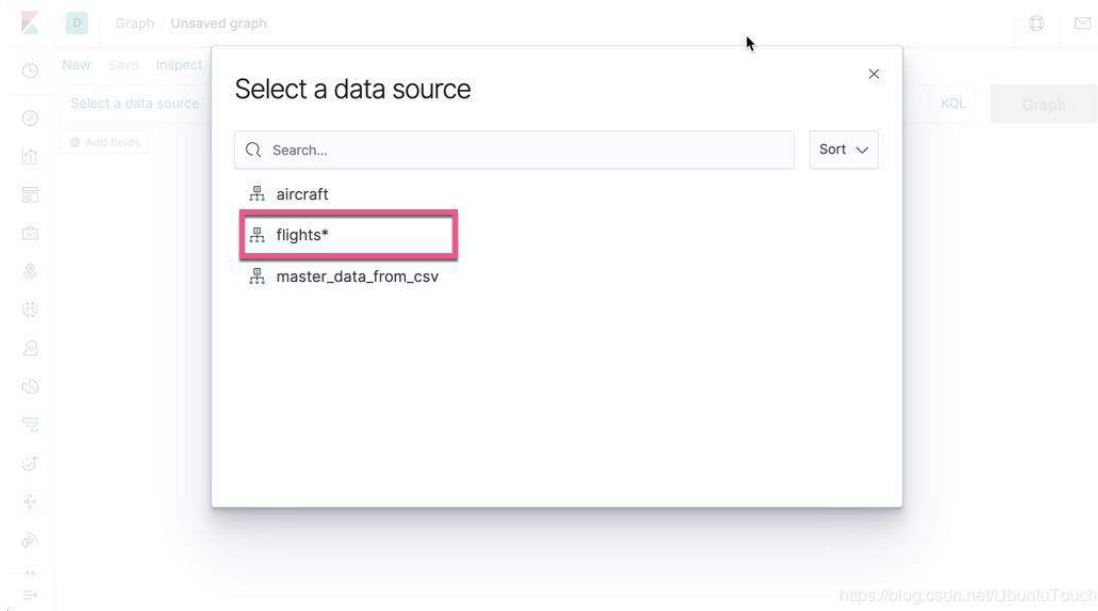 D Graph / Unsaved graph
New Save Inspect
Select a data source
KQL
Graph
Add fields
Select a data source
×
Search...
Sort
aircraft
flights*
master_data_from_csv
https://blog.csdn.net/UbuntuTouch